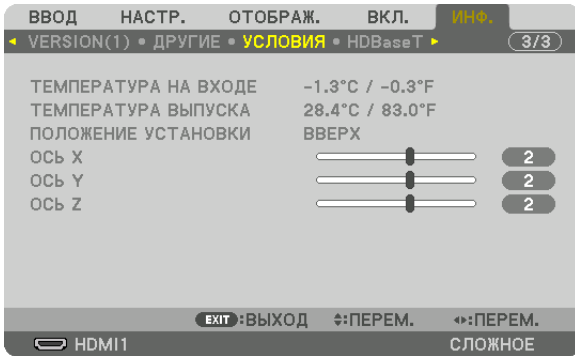 ВВОД НАСТР. ОТОБРАЖ. ВКЛ. ИНФ.
VERSION(1) • ДРУГИЕ • УСЛОВИЯ • HDBaseT 3/3
ТЕМПЕРАТУРА НА ВХОДЕ -1.3°C / -0.3°F
ТЕМПЕРАТУРА ВЫПУСКА 28.4°C / 83.0°F
ПОЛОЖЕНИЕ УСТАНОВКИ ВВЕРХ
ОСЬ X 2
ОСЬ Y 2
ОСЬ Z 2
EXIT :ВЫХОД :ПЕРЕМ. :ПЕРЕМ.
HDMI1 СЛОЖНОЕ